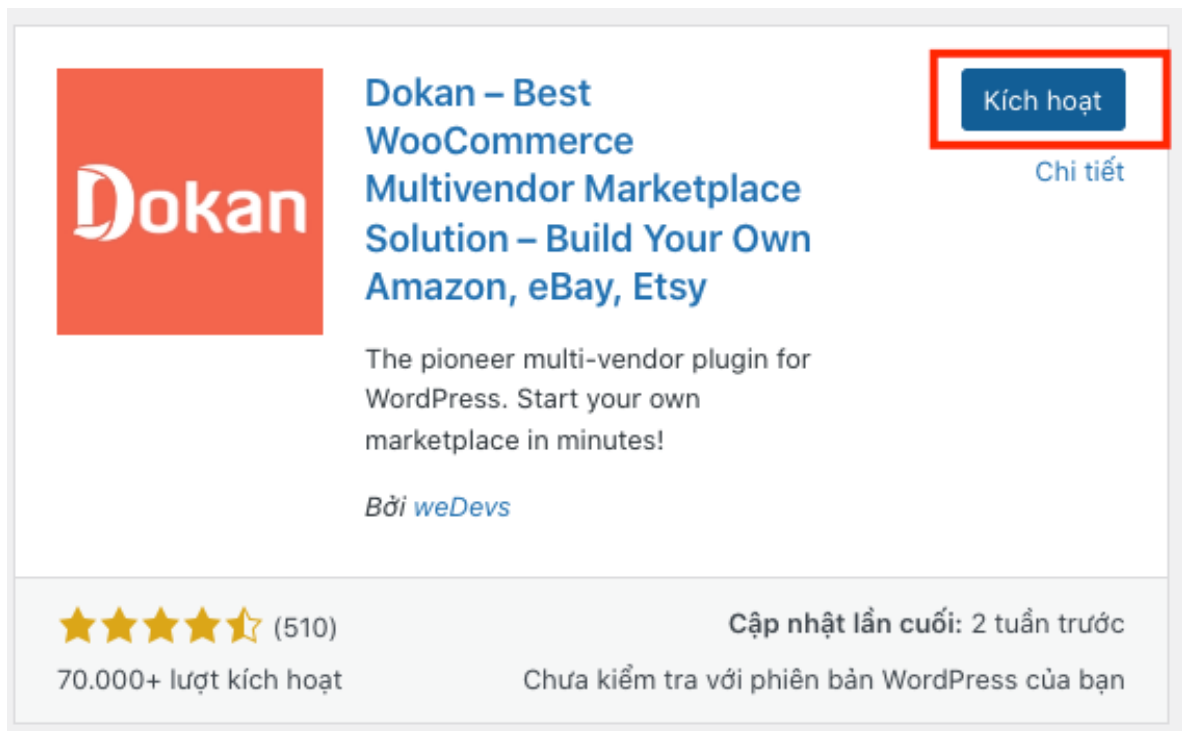 Dokan
Dokan – Best
WooCommerce
Multivendor Marketplace
Solution – Build Your Own
Amazon, eBay, Etsy
Kích hoạt
Chi tiết
The pioneer multi-vendor plugin for
WordPress. Start your own
marketplace in minutes!
Bởi weDevs
(510)
Cập nhật lần cuối: 2 tuần trước
70.000+ lượt kích hoạt
Chưa kiểm tra với phiên bản WordPress của bạn